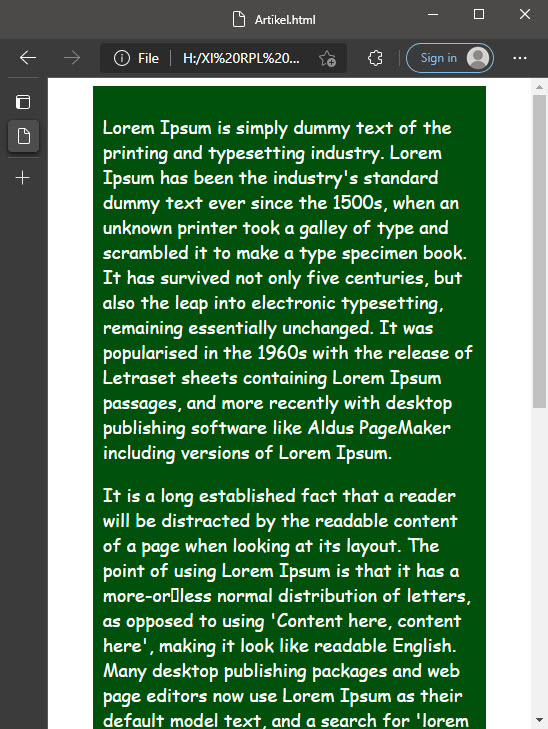 Artikel.html
File
H:/XI%20RPL%20...
Sign in
Lorem Ipsum is simply dummy text of the
printing and typesetting industry. Lorem
Ipsum has been the industry's standard
dummy text ever since the 1500s, when an
unknown printer took a galley of type and
scrambled it to make a type specimen book.
It has survived not only five centuries, but
also the leap into electronic typesetting,
remaining essentially unchanged. It was
popularised in the 1960s with the release of
Letraset sheets containing Lorem Ipsum
passages, and more recently with desktop
publishing software like Aldus PageMaker
including versions of Lorem Ipsum.
It is a long established fact that a reader
will be distracted by the readable content
of a page when looking at its layout. The
point of using Lorem Ipsum is that it has a
more-or▯less normal distribution of letters,
as opposed to using 'Content here, content
here', making it look like readable English.
Many desktop publishing packages and web
page editors now use Lorem Ipsum as their
default model text, and a search for 'lorem